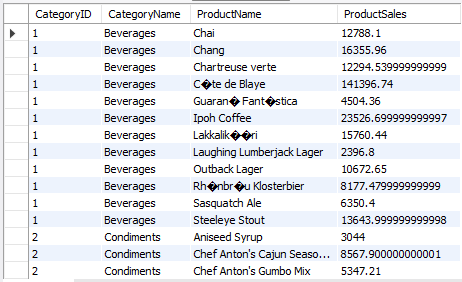 CategoryID CategoryName ProductName ProductSales
1 Beverages Chai 12788.1
1 Beverages Chang 16355.96
1 Beverages Chartreuse verte 12294.539999999999
1 Beverages C�te de Blaye 141396.74
1 Beverages Guaran� Fant�stica 4504.36
1 Beverages Ipoh Coffee 23526.699999999997
1 Beverages Lakkalik��ri 15760.44
1 Beverages Laughing Lumberjack Lager 2396.8
1 Beverages Outback Lager 10672.65
1 Beverages Rh�nbr�u Klosterbier 8177.479999999999
1 Beverages Sasquatch Ale 6350.4
1 Beverages Steeleye Stout 13643.999999999998
2 Condiments Aniseed Syrup 3044
2 Condiments Chef Anton's Cajun Seaso... 8567.900000000001
2 Condiments Chef Anton's Gumbo Mix 5347.21